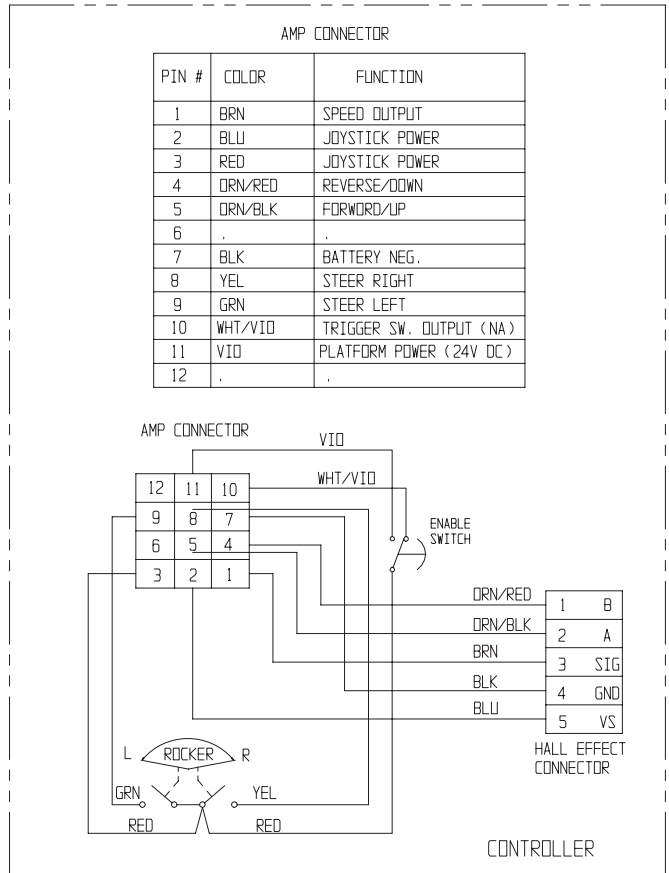 AMP CONNECTOR
PIN # COLOR FUNCTION
1 BRN SPEED OUTPUT
2 BLU JOYSTICK POWER
3 RED JOYSTICK POWER
4 ORN/RED REVERSE/DOWN
5 ORN/BLK FORWORD/UP
6 . .
7 BLK BATTERY NEG.
8 YEL STEER RIGHT
9 GRN STEER LEFT
10 WHT/VIO TRIGGER SW. OUTPUT (NA)
11 VIO PLATFORM POWER (24V DC)
12 . .
AMP CONNECTOR
VIO
WHT/VIO
12 11 10
9 8 7
6 5 4
3 2 1
ENABLE
SWITCH
ORN/RED 1 B
ORN/BLK 2 A
BRN 3 SIG
BLK 4 GND
BLU 5 VS
HALL EFFECT
CONNECTOR
L ROCKER R
GRN YEL
RED RED
CONTROLLER